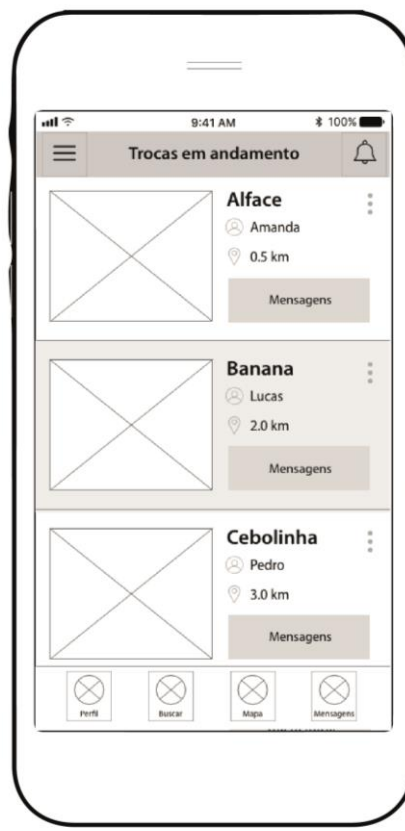 9:41 AM
100%
Trocas em andamento
Alface
Amanda
0.5 km
Mensagens
Banana
Lucas
2.0 km
Mensagens
Cebolinha
Pedro
3.0 km
Mensagens
Perfil
Buscar
Mapa
Mensagens